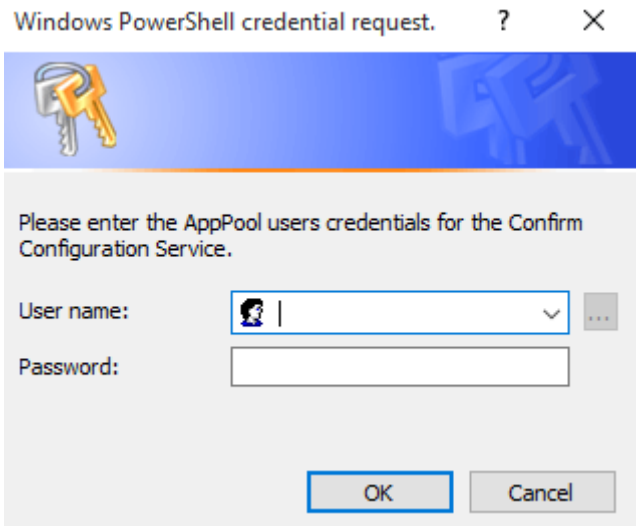 Windows PowerShell credential request. ?
Please enter the AppPool users credentials for the Confirm
Configuration Service.
User name:
...
Password:
OK Cancel